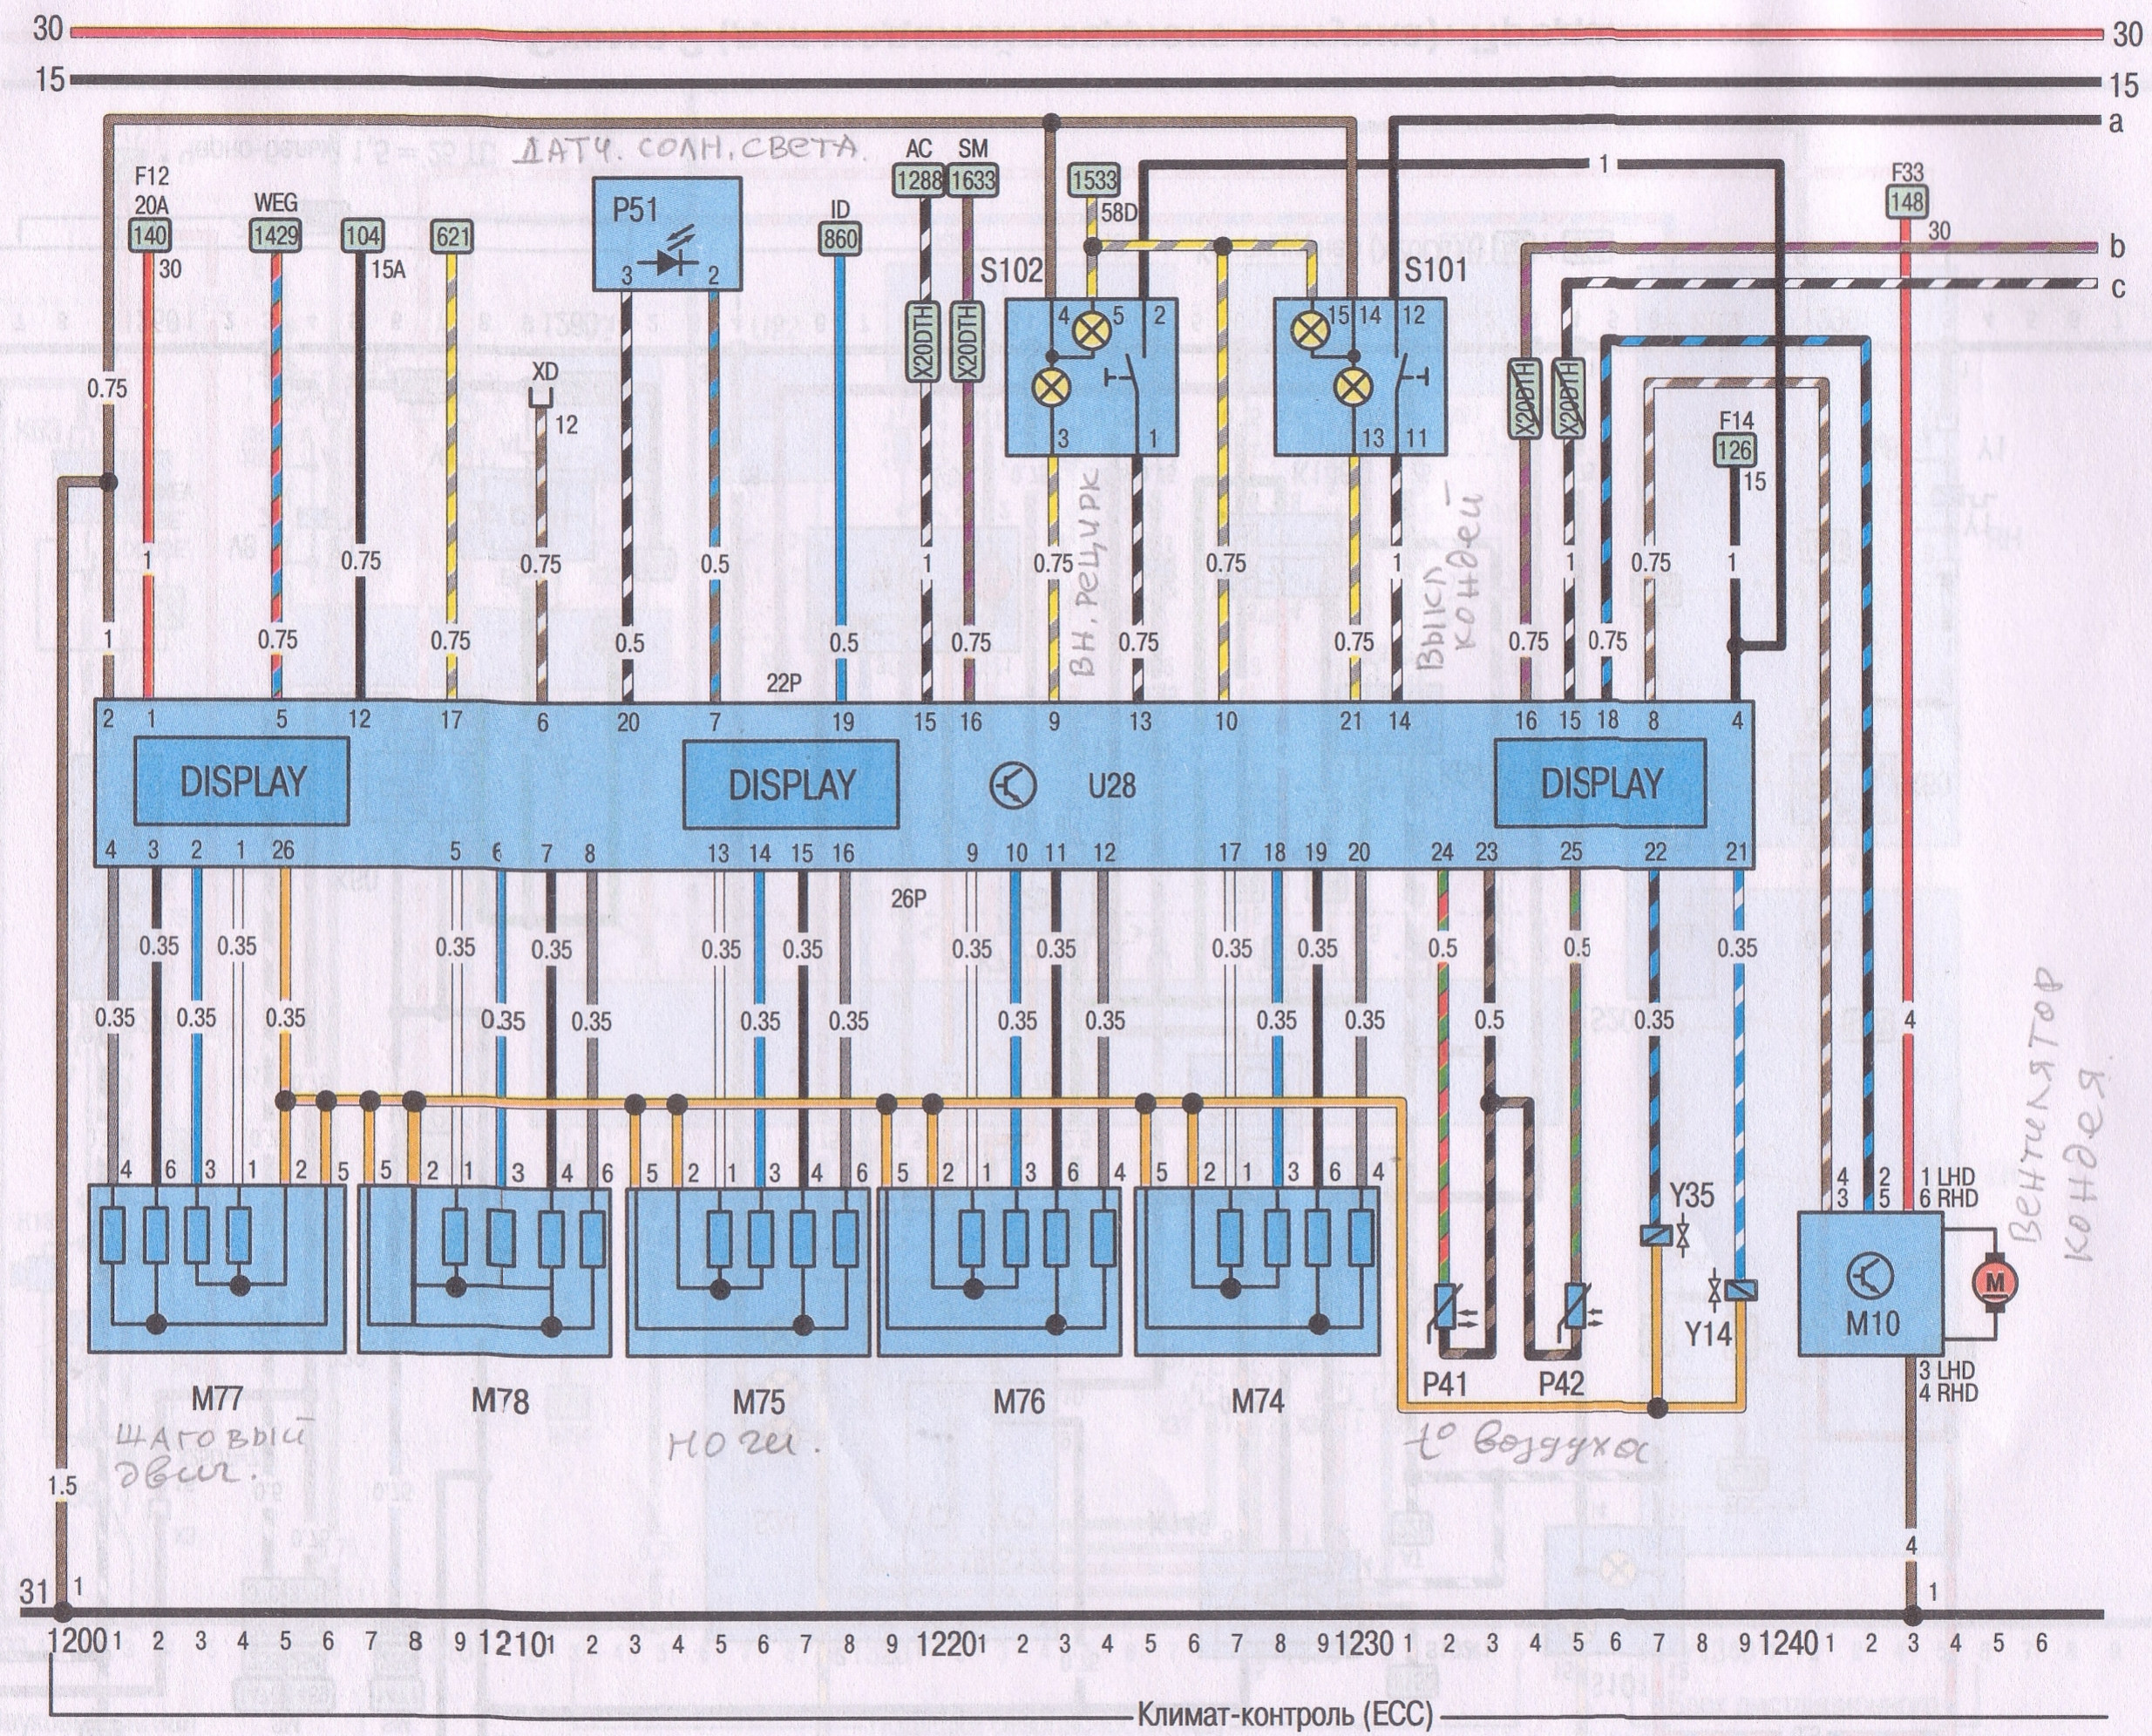 30 30
15 15
a
ДАТЧ. СОЛН. СВЕТА.
AC SM
1288 1633 1533
1
F12 F33
20A WEG P51 ID 58D 148
140 1429 104 621 860 30 b
30 15A 3 2 S102 S101 c
X20DTH X20DTH 4 5 2 15 14 12
XD X20DTH X20DTH
0.75 12 F14
3 1 13 11 126
15
ВН. РЕЦИРК.
ВЫКЛ
кондей
1 0.75 0.75 0.5 1 0.75 0.75 1 1 0.75 1
1 0.75 0.75 0.5 0.5 0.75 0.75 0.75 0.75 0.75
22P
2 1 5 12 17 6 20 7 19 15 16 9 13 10 21 14 16 15 18 8 4
DISPLAY DISPLAY U28 DISPLAY
4 3 2 1 26 5 6 7 8 13 14 15 16 9 10 11 12 17 18 19 20 24 23 25 22 21
26P
0.35 0.35 0.35 0.35 0.35 0.35 0.35 0.35 0.35 0.35 0.5 0.5 0.35
0.35 0.35 0.35 0.35 0.35 0.35 0.35 0.35 0.35 0.35 0.35 0.5 0.35 4
Вентилятор
кондея.
4 6 3 1 2 5 5 2 1 3 4 6 5 2 1 3 4 6 5 2 1 3 6 4 5 2 1 3 6 4
4 2 1 LHD
3 5 6 RHD
Y35
M
Y14 M10
P41 P42 3 LHD
4 RHD
M77 M78 M75 M76 M74
шаговый
двиг.
ноги.
t° воздуха
1.5
4
31 1 1
1200 1 2 3 4 5 6 7 8 9 1210 1 2 3 4 5 6 7 8 9 1220 1 2 3 4 5 6 7 8 9 1230 1 2 3 4 5 6 7 8 9 1240 1 2 3 4 5 6
Климат-контроль (ECC)